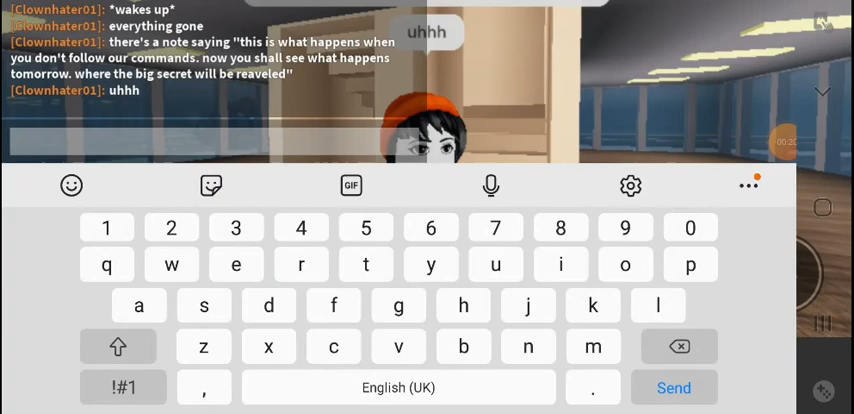 [Clownhater01]: *wakes up*
[Clownhater01]: everything gone
[Clownhater01]: there's a note saying "this is what happens when
you don't follow our commands. now you shall see what happens
tomorrow. where the big secret will be reaveled"
[Clownhater01]: uhhh
uhhh
00:20
GIF
1 2 3 4 5 6 7 8 9 0
q w e r t y u i o p
a s d f g h j k l
z x c v b n m
!#1 , English (UK) . Send